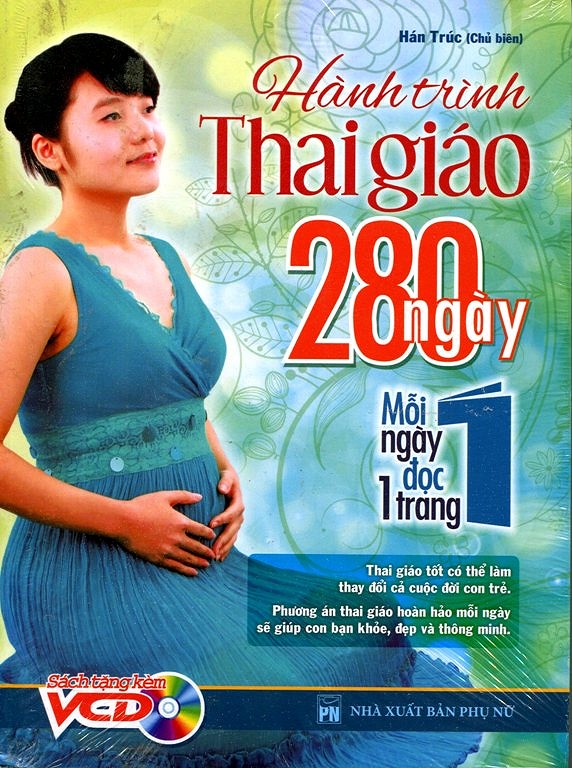 Hán Trúc (Chủ biên)
Hành trình
Thai giáo
280
ngày
Mỗi
ngày
đọc
1 trang
1
Thai giáo tốt có thể làm
thay đổi cả cuộc đời con trẻ.
Phương án thai giáo hoàn hảo mỗi ngày
sẽ giúp con bạn khỏe, đẹp và thông minh.
Sách tặng kèm
VCD
PN
NHÀ XUẤT BẢN PHỤ NỮ